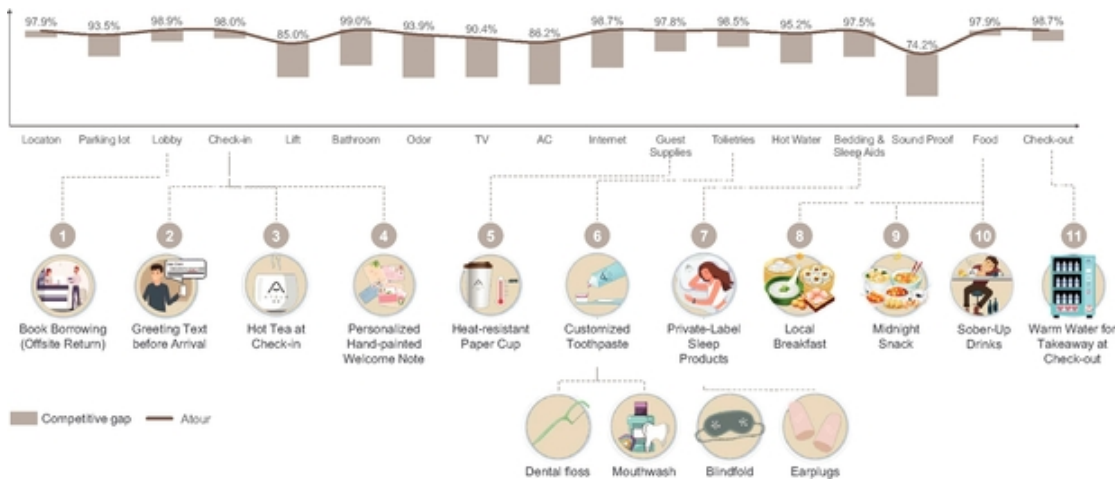 97.9%
93.5%
98.9%
98.0%
85.0%
99.0%
93.9%
90.4%
86.2%
98.7%
97.8%
98.5%
95.2%
97.5%
74.2%
97.9%
98.7%
Locaton
Parking lot
Lobby
Check-in
Lift
Bathroom
Odor
TV
AC
Internet
Guest
Supplies
Toiletries
Hot Water
Bedding &
Sleep Aids
Sound Proof
Food
Check-out
1
2
3
4
5
6
7
8
9
10
11
Book Borrowing
(Offsite Return)
Greeting Text
before Arrival
Hot Tea at
Check-in
Personalized
Hand-painted
Welcome Note
Heat-resistant
Paper Cup
Customized
Toothpaste
Private-Label
Sleep
Products
Local
Breakfast
Midnight
Snack
Sober-Up
Drinks
Warm Water for
Takeaway at
Check-out
Competitive gap
Atour
Dental floss
Mouthwash
Blindfold
Earplugs